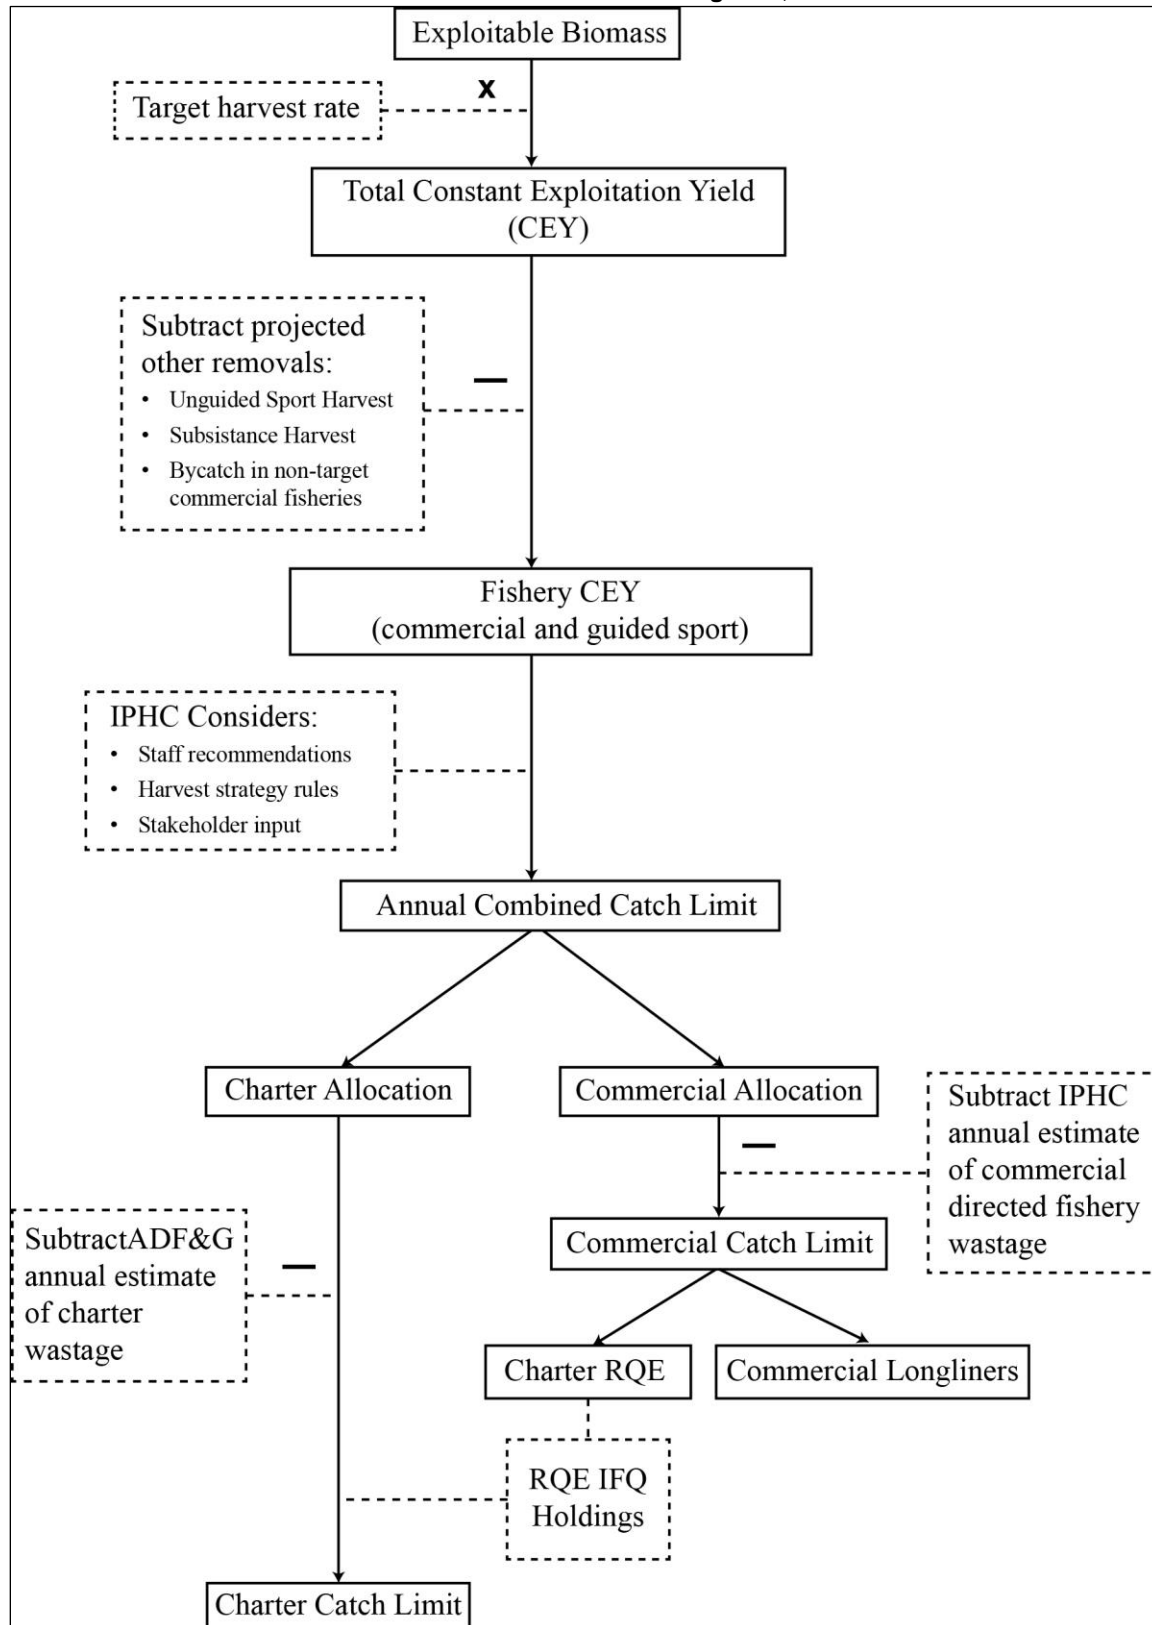 Exploitable Biomass
x
Target harvest rate
Total Constant Exploitation Yield
(CEY)
Subtract projected
other removals:
• Unguided Sport Harvest
• Subsistance Harvest
• Bycatch in non-target
commercial fisheries
—
Fishery CEY
(commercial and guided sport)
IPHC Considers:
• Staff recommendations
• Harvest strategy rules
• Stakeholder input
Annual Combined Catch Limit
Charter Allocation
Commercial Allocation
—
Subtract IPHC
annual estimate
of commercial
directed fishery
wastage
SubtractADF&G
annual estimate
of charter
wastage
—
Commercial Catch Limit
Charter RQE
Commercial Longliners
RQE IFQ
Holdings
Charter Catch Limit